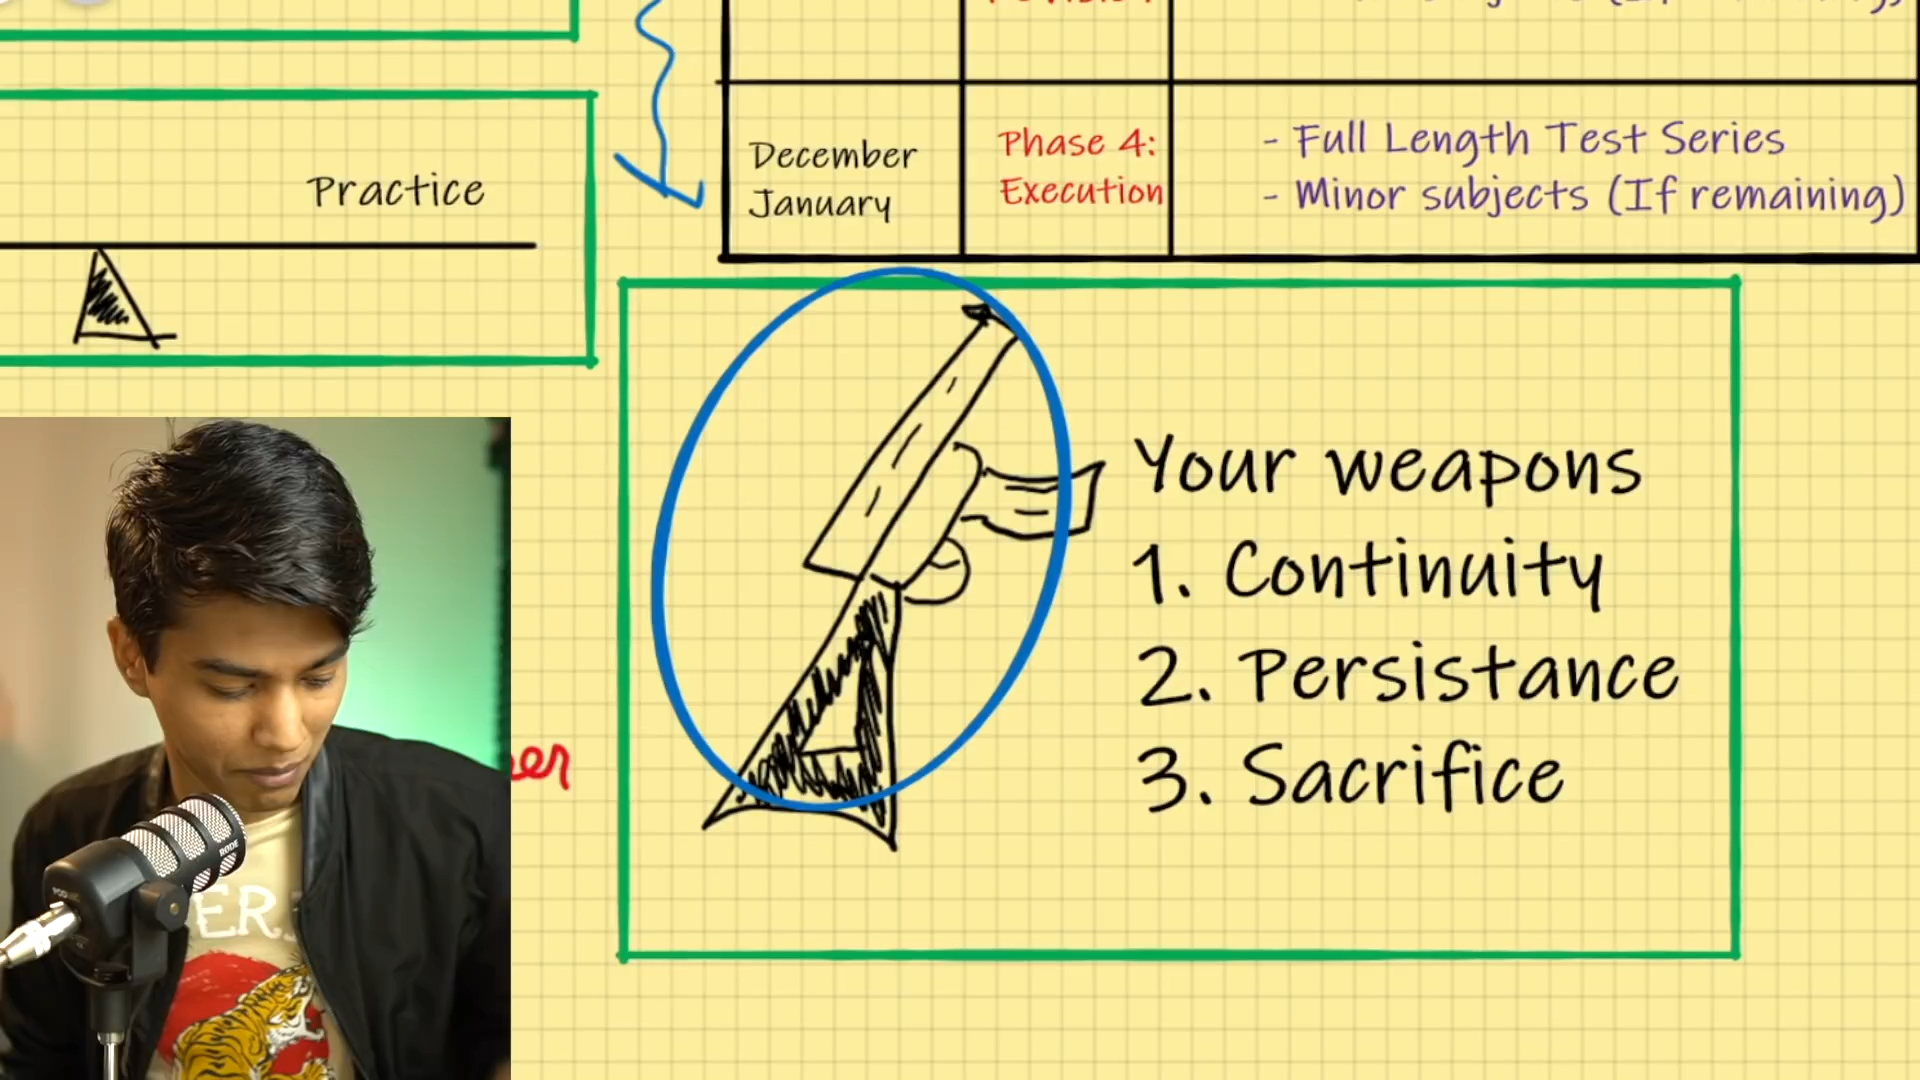 Practice
December
January
Phase 4:
Execution
- Full Length Test Series
- Minor subjects (If remaining)
Your weapons
1. Continuity
2. Persistance
3. Sacrifice
RODE